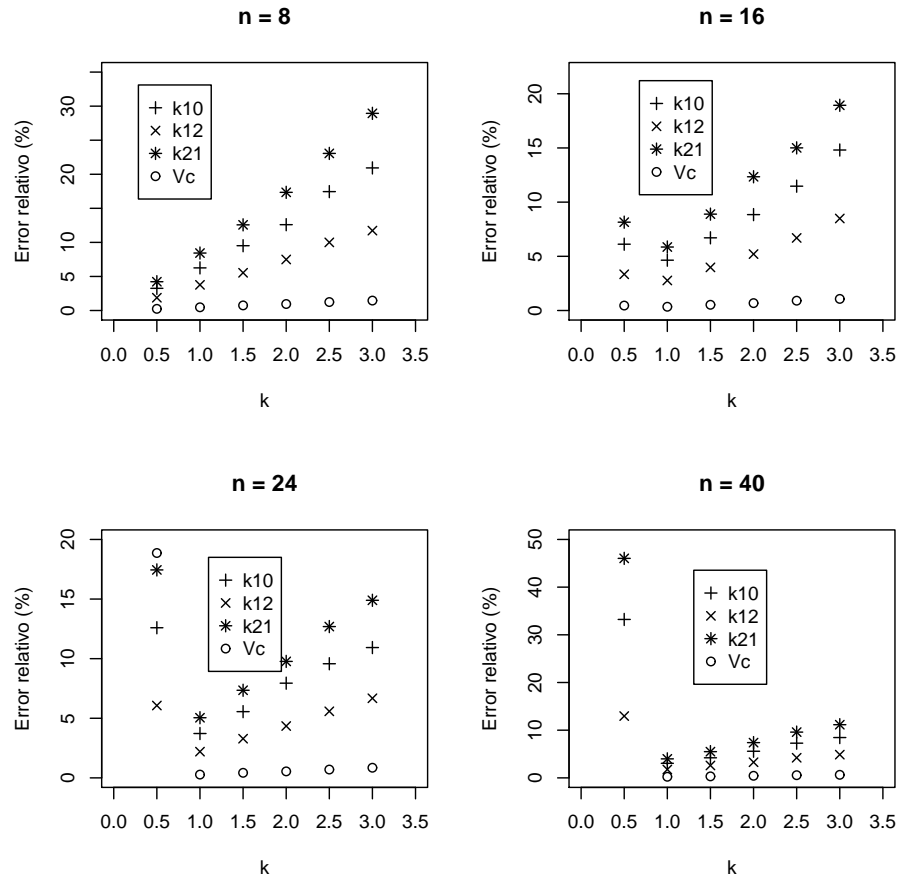 n = 8
Error relativo (%)
0 5 10 20 30
k10
k12
k21
Vc
0.0 0.5 1.0 1.5 2.0 2.5 3.0 3.5
k
n = 16
Error relativo (%)
0 5 10 15 20
k10
k12
k21
Vc
0.0 0.5 1.0 1.5 2.0 2.5 3.0 3.5
k
n = 24
Error relativo (%)
0 5 10 15 20
k10
k12
k21
Vc
0.0 0.5 1.0 1.5 2.0 2.5 3.0 3.5
k
n = 40
Error relativo (%)
0 10 20 30 40 50
k10
k12
k21
Vc
0.0 0.5 1.0 1.5 2.0 2.5 3.0 3.5
k